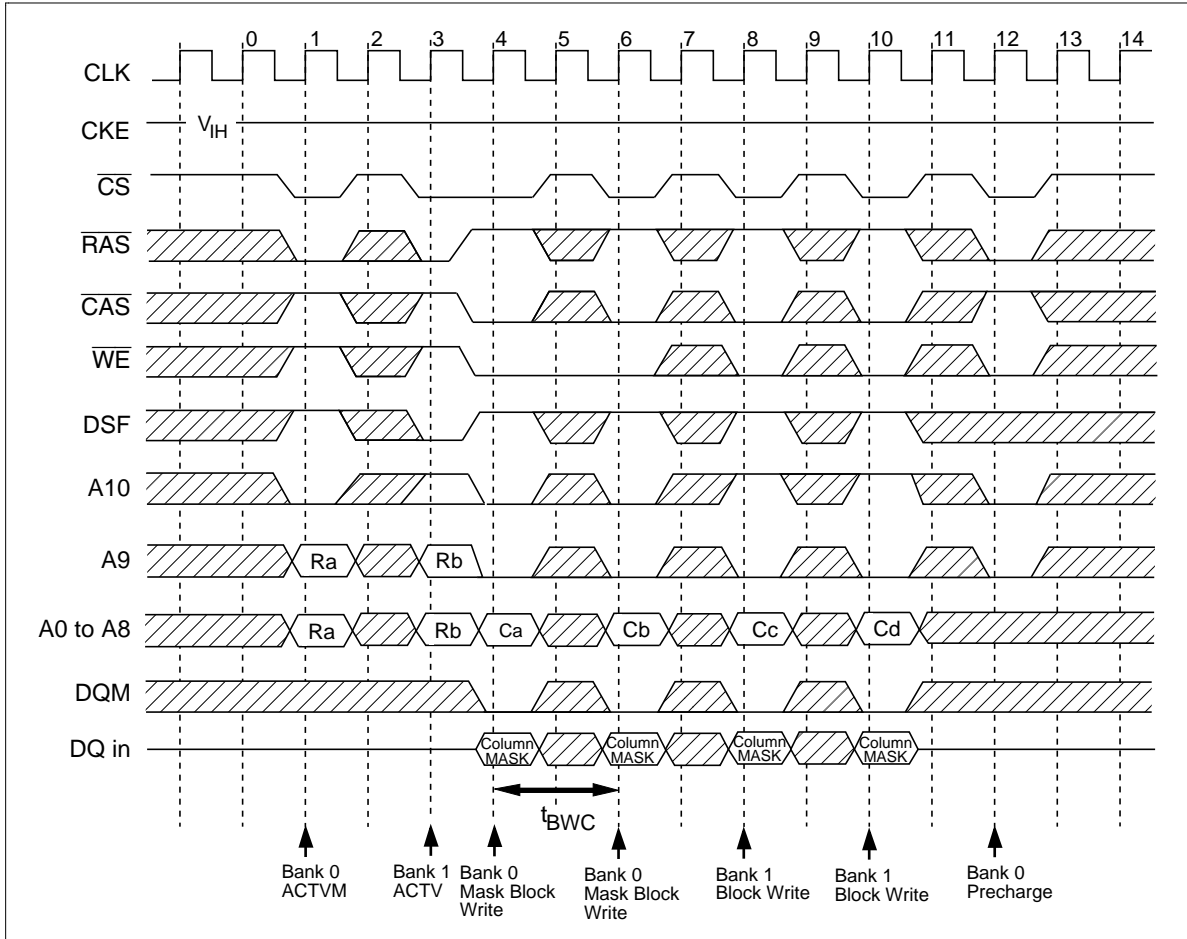 0 1 2 3 4 5 6 7 8 9 10 11 12 13 14
CLK
CKE VIH
CS
RAS
CAS
WE
DSF
A10
A9 Ra Rb
A0 to A8 Ra Rb Ca Cb Cc Cd
DQM
DQ in Column MASK Column MASK Column MASK Column MASK
tBWC
Bank 0 Bank 1 Bank 0 Bank 0 Bank 1 Bank 1 Bank 0
ACTVM ACTV Mask Block Mask Block Block Write Block Write Precharge
Write Write